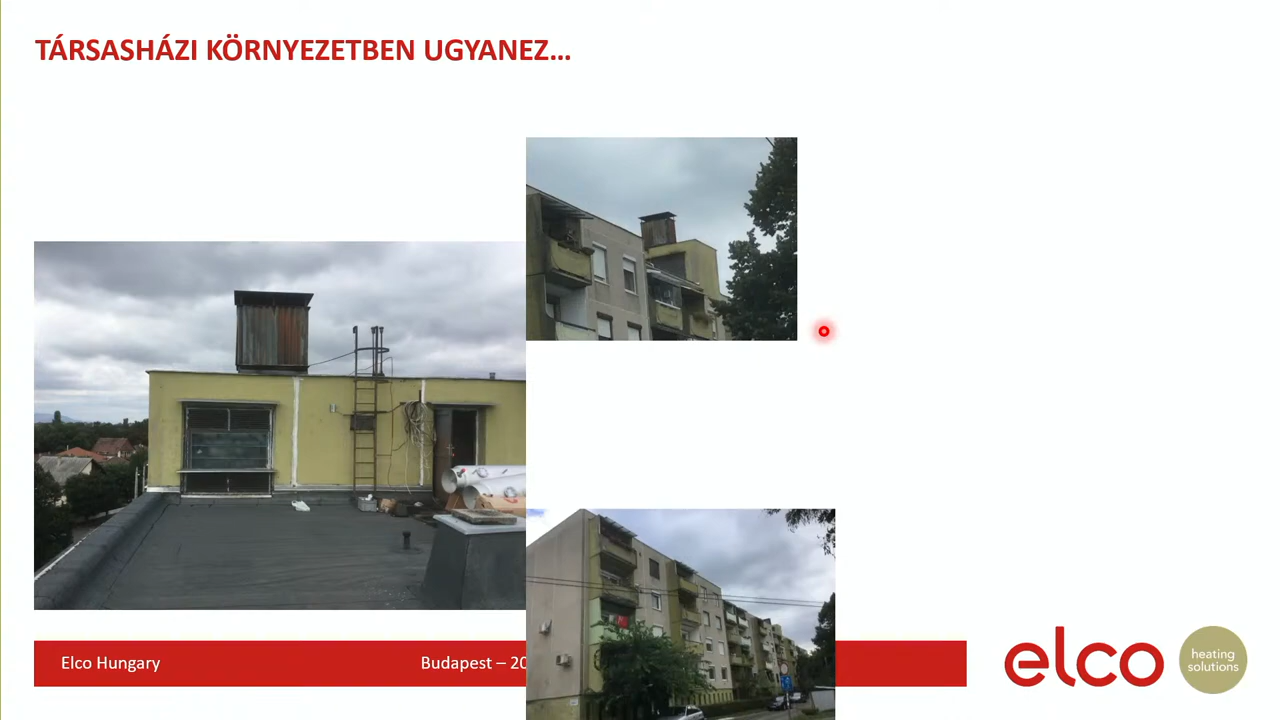 TÁRSASHÁZI KÖRNYEZETBEN UGYANEZ...
Elco Hungary
Budapest – 20
elco
heating
solutions